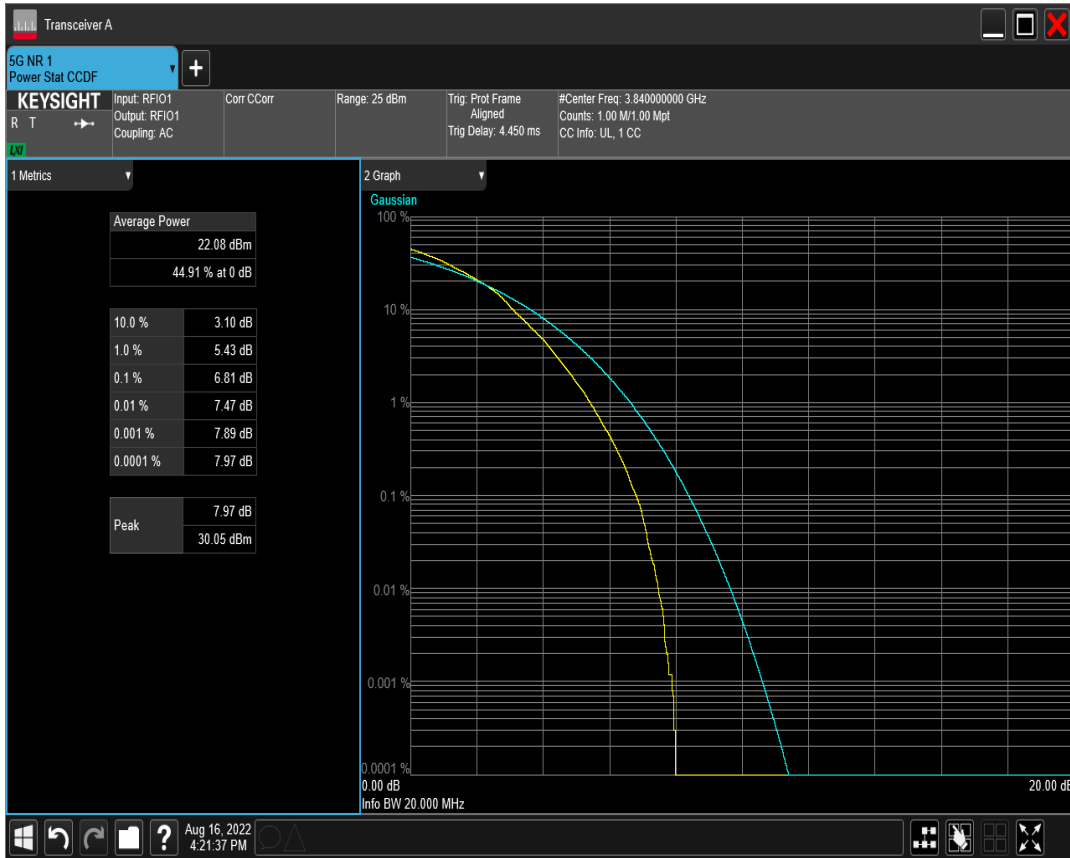 Transceiver A
5G NR 1
Power Stat CCDF
+
KEYSIGHT
R T
LXI
Input: RFIO1
Output: RFIO1
Coupling: AC
Corr CCorr
Range: 25 dBm
Trig: Prot Frame
Aligned
Trig Delay: 4.450 ms
#Center Freq: 3.840000000 GHz
Counts: 1.00 M/1.00 Mpt
CC Info: UL, 1 CC
1 Metrics
Average Power
22.08 dBm
44.91 % at 0 dB
10.0 % 3.10 dB
1.0 % 5.43 dB
0.1 % 6.81 dB
0.01 % 7.47 dB
0.001 % 7.89 dB
0.0001 % 7.97 dB
Peak
7.97 dB
30.05 dBm
2 Graph
Gaussian
100 %
10 %
1 %
0.1 %
0.01 %
0.001 %
0.0001 %
0.00 dB 20.00 dB
Info BW 20.000 MHz
?
Aug 16, 2022
4:21:37 PM